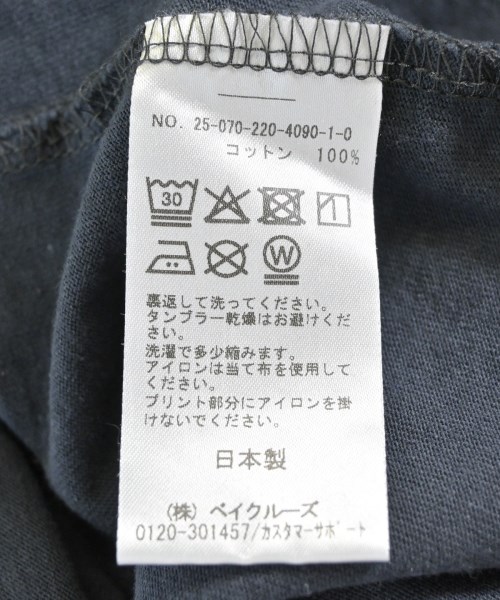 NO. 25-070-220-4090-1-0
コットン 100%
30
W
裏返して洗ってください。
タンブラー乾燥はお避けくだ
さい。
洗濯で多少縮みます。
アイロンは当て布を使用して
ください。
プリント部分にアイロンを掛
けないでください。
日本製
(株) ベイクルーズ
0120-301457/カスタマーサポート